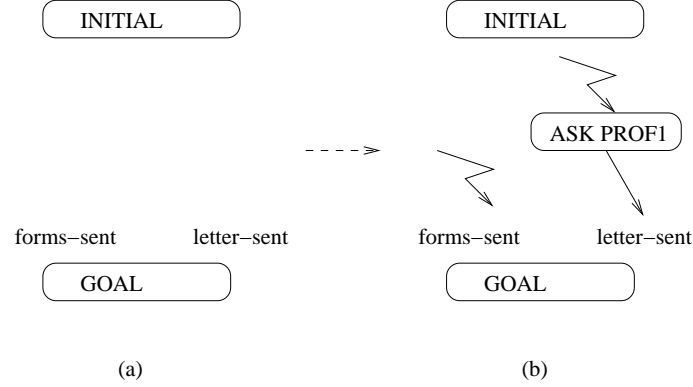 INITIAL
INITIAL
ASK PROF1
forms−sent
letter−sent
forms−sent
letter−sent
GOAL
GOAL
(a)
(b)